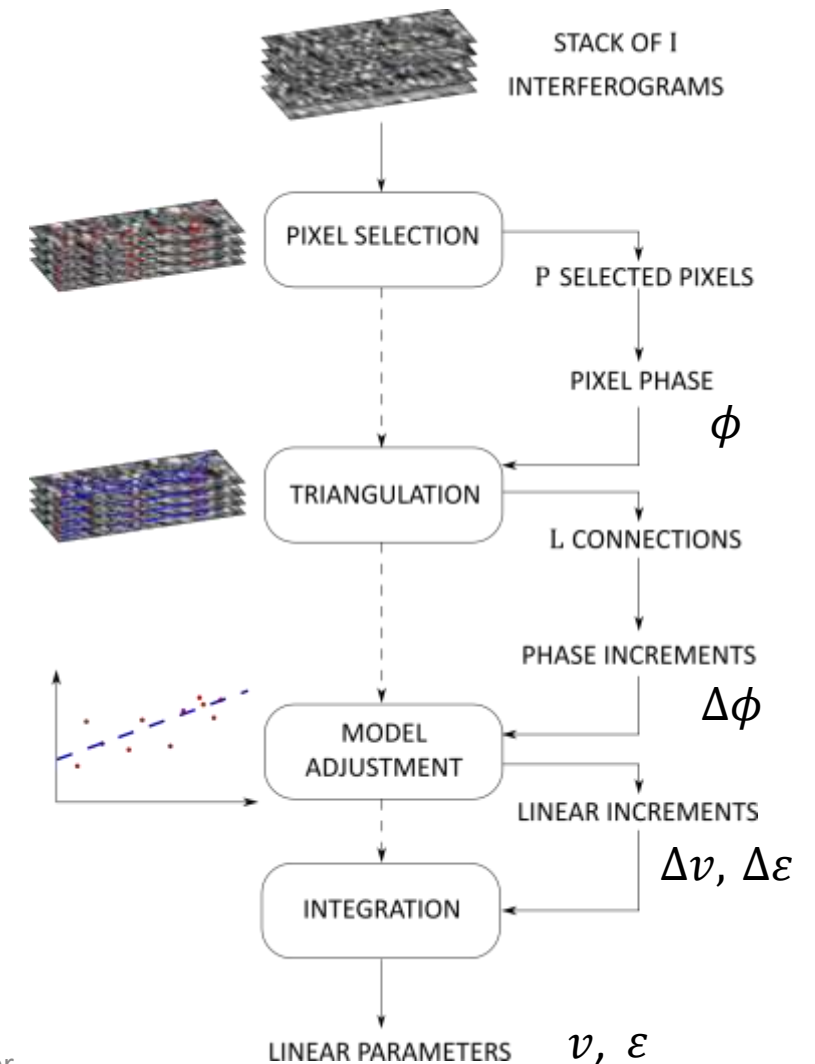 STACK OF I
INTERFEROGRAMS
PIXEL SELECTION
P SELECTED PIXELS
PIXEL PHASE
ϕ
TRIANGULATION
L CONNECTIONS
PHASE INCREMENTS
Δϕ
MODEL
ADJUSTMENT
LINEAR INCREMENTS
Δv, Δε
INTEGRATION
LINEAR PARAMETERS v, ε